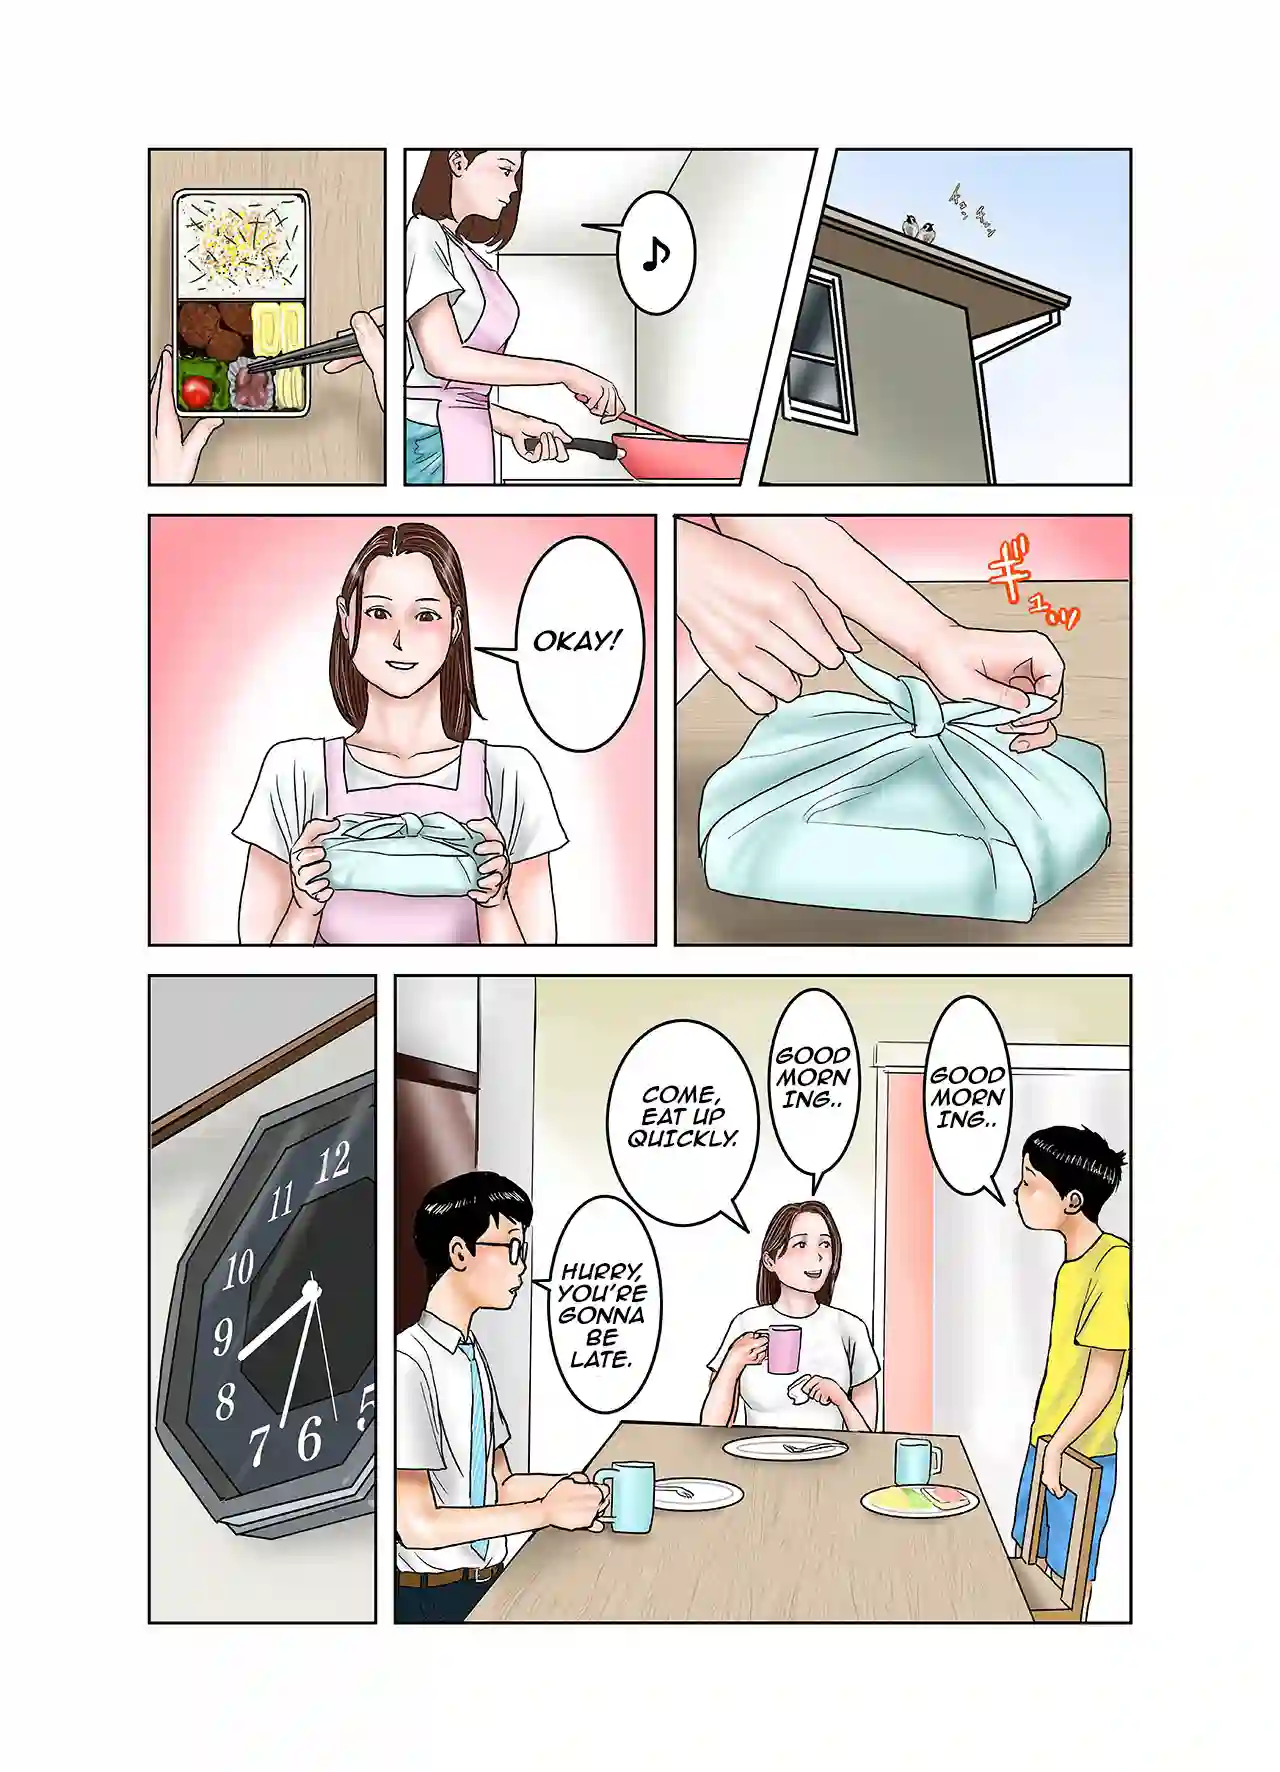 ♪
ギュッ
OKAY!
GOOD
MORN
ING..
GOOD
MORN
ING..
COME,
EAT UP
QUICKLY.
HURRY,
YOU'RE
GONNA
BE
LATE.
12
11
10
9
8
7
6
5